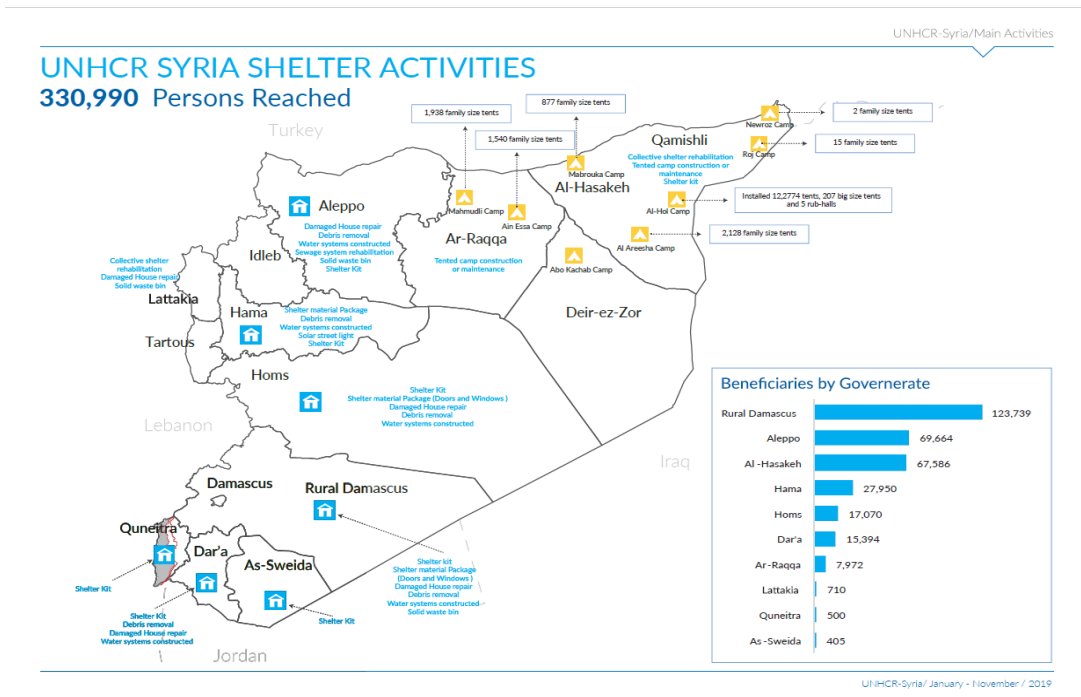 UNHCR-Syria/Main Activities
UNHCR SYRIA SHELTER ACTIVITIES
330,990 Persons Reached
Turkey
1,938 family size tents
877 family size tents
1,540 family size tents
2 family size tents
15 family size tents
Newroz Camp
Roj Camp
Qamishli
Collective shelter rehabilitation
Tented camp construction or
maintenance
Shelter kit
Mabrouka Camp
Al-Hasakeh
Installed 12,2774 tents, 207 big size tents
and 5 rub-halls
Al-Hol Camp
2,128 family size tents
Al Areesha Camp
Mahmudli Camp
Ain Essa Camp
Ar-Raqqa
Tented camp construction
or maintenance
Abo Kachab Camp
Aleppo
Damaged House repair
Debris removal
Water systems constructed
Sewage system rehabilitation
Solid waste bin
Shelter Kit
Idleb
Collective shelter
rehabilitation
Damaged House repair
Solid waste bin
Lattakia
Hama
Shelter material Package
Debris removal
Water systems constructed
Solar street light
Shelter Kit
Tartous
Deir-ez-Zor
Homs
Shelter Kit
Shelter material Package (Doors and Windows )
Damaged House repair
Debris removal
Water systems constructed
Lebanon
Iraq
Damascus
Rural Damascus
Quneitra
Dar'a
As-Sweida
Shelter Kit
Shelter kit
Shelter material Package
(Doors and Windows )
Damaged House repair
Debris removal
Water systems constructed
Solid waste bin
Shelter Kit
Debris removal
Damaged House repair
Water systems constructed
Shelter Kit
Jordan
Beneficiaries by Governerate
Rural Damascus 123,739
Aleppo 69,664
Al -Hasakeh 67,586
Hama 27,950
Homs 17,070
Dar'a 15,394
Ar-Raqqa 7,972
Lattakia 710
Quneitra 500
As -Sweida 405
UNHCR-Syria/ January - November / 2019